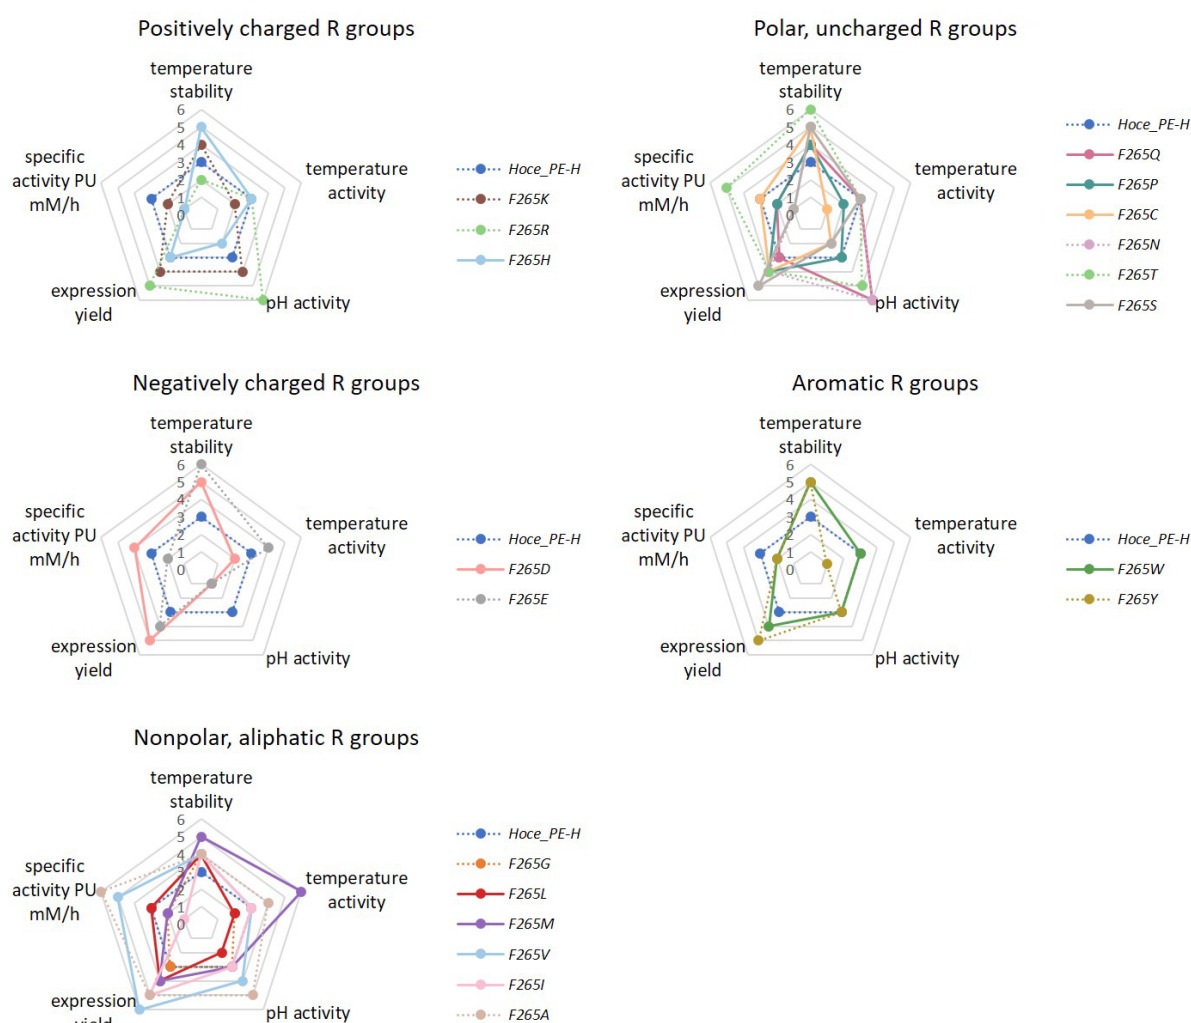 Positively charged R groups
temperature
stability
6
5
4
3
2
1
0
temperature
activity
pH activity
expression
yield
specific
activity PU
mM/h
Hoce_PE-H
F265K
F265R
F265H
Polar, uncharged R groups
temperature
stability
6
5
4
3
2
1
0
temperature
activity
pH activity
expression
yield
specific
activity PU
mM/h
Hoce_PE-H
F265Q
F265P
F265C
F265N
F265T
F265S
Negatively charged R groups
temperature
stability
6
5
4
3
2
1
0
temperature
activity
pH activity
expression
yield
specific
activity PU
mM/h
Hoce_PE-H
F265D
F265E
Aromatic R groups
temperature
stability
6
5
4
3
2
1
0
temperature
activity
pH activity
expression
yield
specific
activity PU
mM/h
Hoce_PE-H
F265W
F265Y
Nonpolar, aliphatic R groups
temperature
stability
6
5
4
3
2
1
0
temperature
activity
pH activity
expression
yield
specific
activity PU
mM/h
Hoce_PE-H
F265G
F265L
F265M
F265V
F265I
F265A